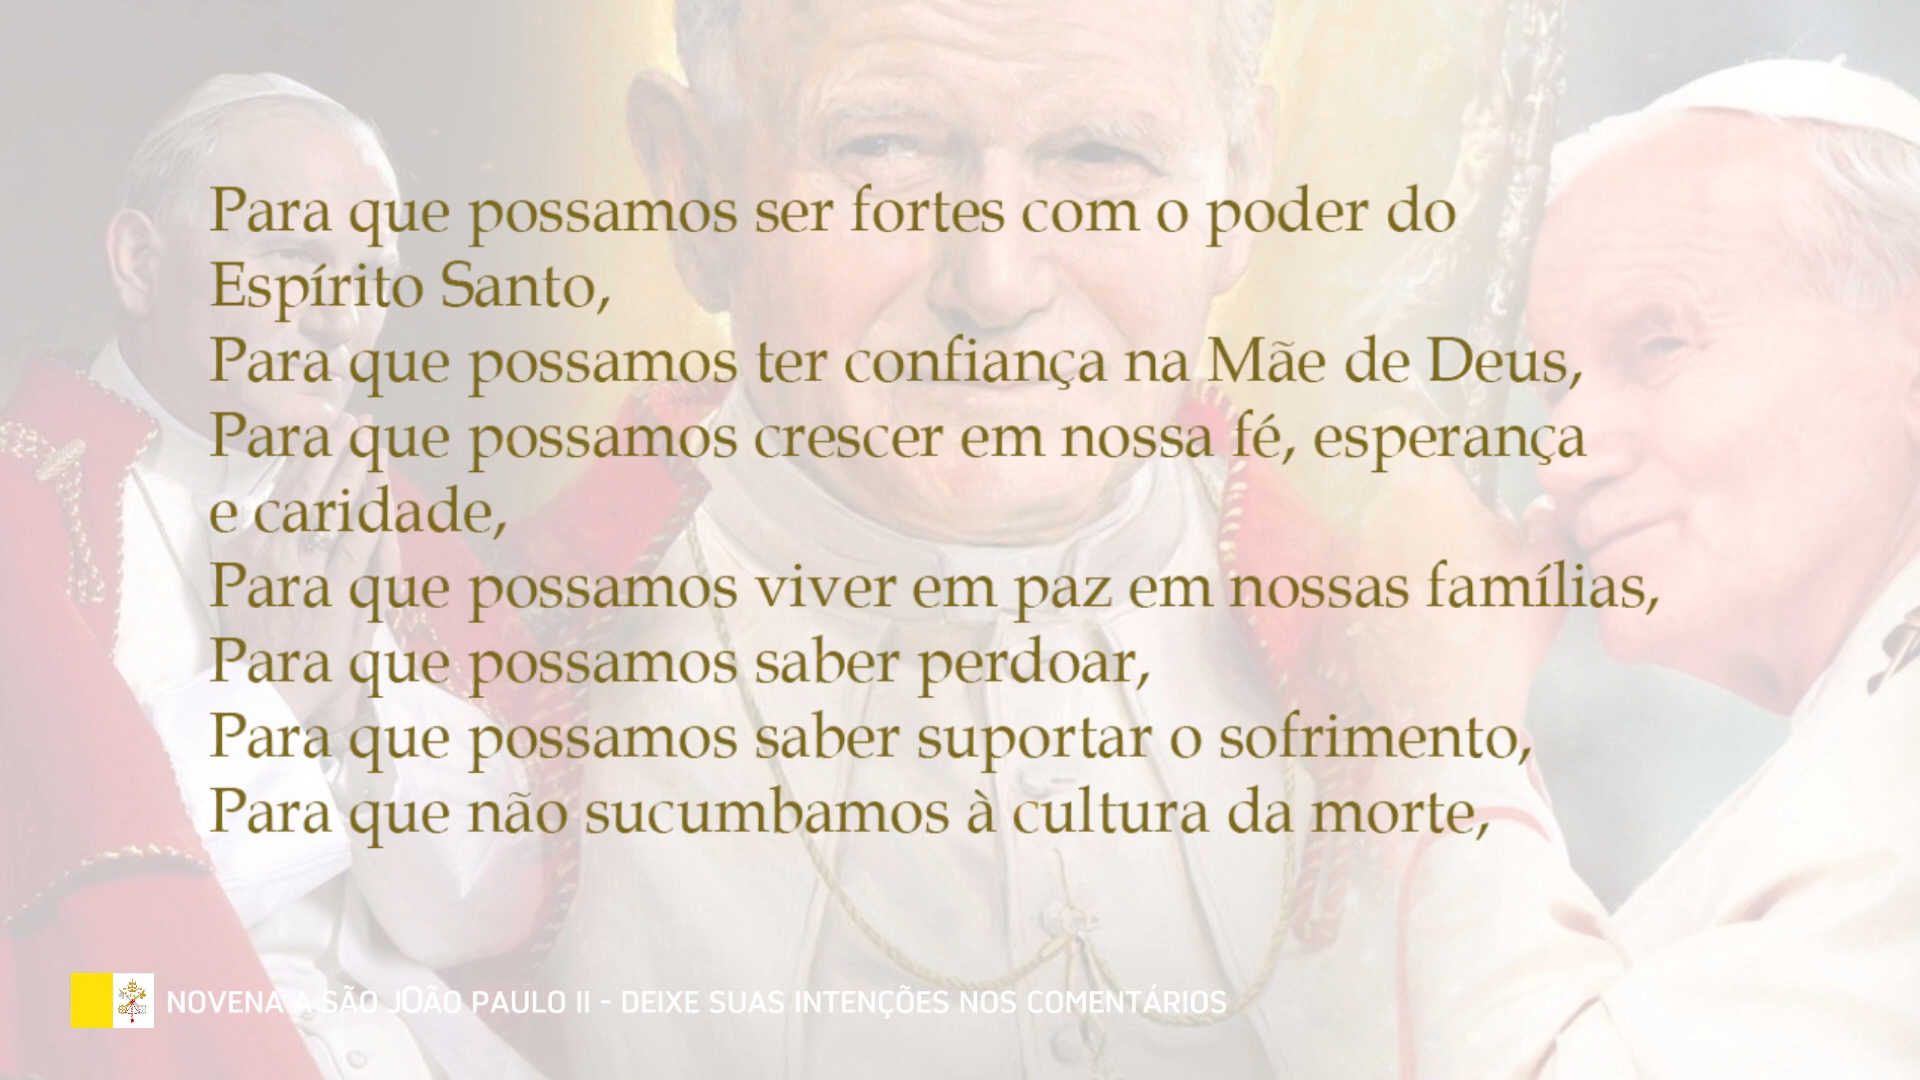 Para que possamos ser fortes com o poder do
Espírito Santo,
Para que possamos ter confiança na Mãe de Deus,
Para que possamos crescer em nossa fé, esperança
e caridade,
Para que possamos viver em paz em nossas famílias,
Para que possamos saber perdoar,
Para que possamos saber suportar o sofrimento,
Para que não sucumbamos à cultura da morte,
NOVENA A SÃO JOÃO PAULO II - DEIXE SUAS INTENÇÕES NOS COMENTÁRIOS